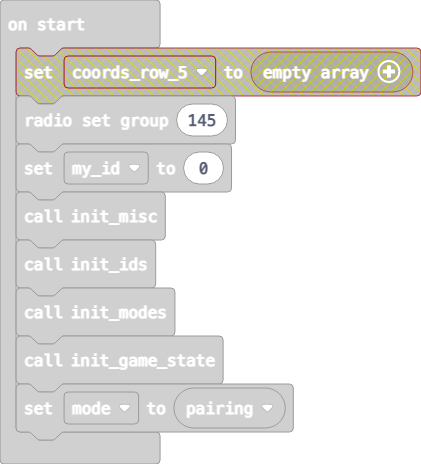 on start
set coords_row_5 to empty array
radio set group 145
set my_id to 0
call init_misc
call init_ids
call init_modes
call init_game_state
set mode to pairing